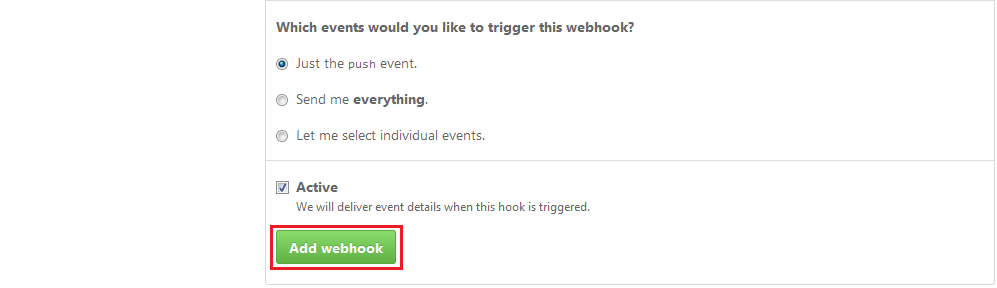 Which events would you like to trigger this webhook?
Just the push event.
Send me everything.
Let me select individual events.
Active
We will deliver event details when this hook is triggered.
Add webhook